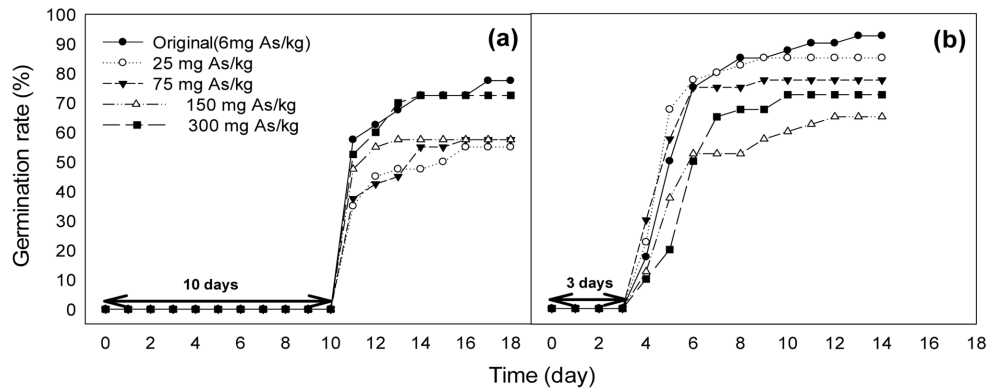 100
90
80
70
60
50
40
30
20
10
0
Germination rate (%)
(a)
Original(6mg As/kg)
25 mg As/kg
75 mg As/kg
150 mg As/kg
300 mg As/kg
10 days
0 2 4 6 8 10 12 14 16 18
(b)
3 days
0 2 4 6 8 10 12 14 16 18
Time (day)